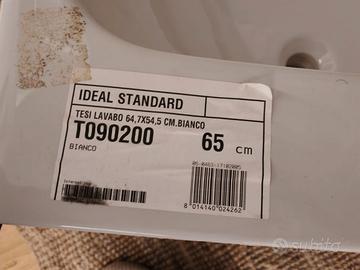 IDEAL STANDARD
TESI LAVABO 64,7X54,5 CM.BIANCO
T090200 65 cm
BIANCO
8 014140 024262
subito